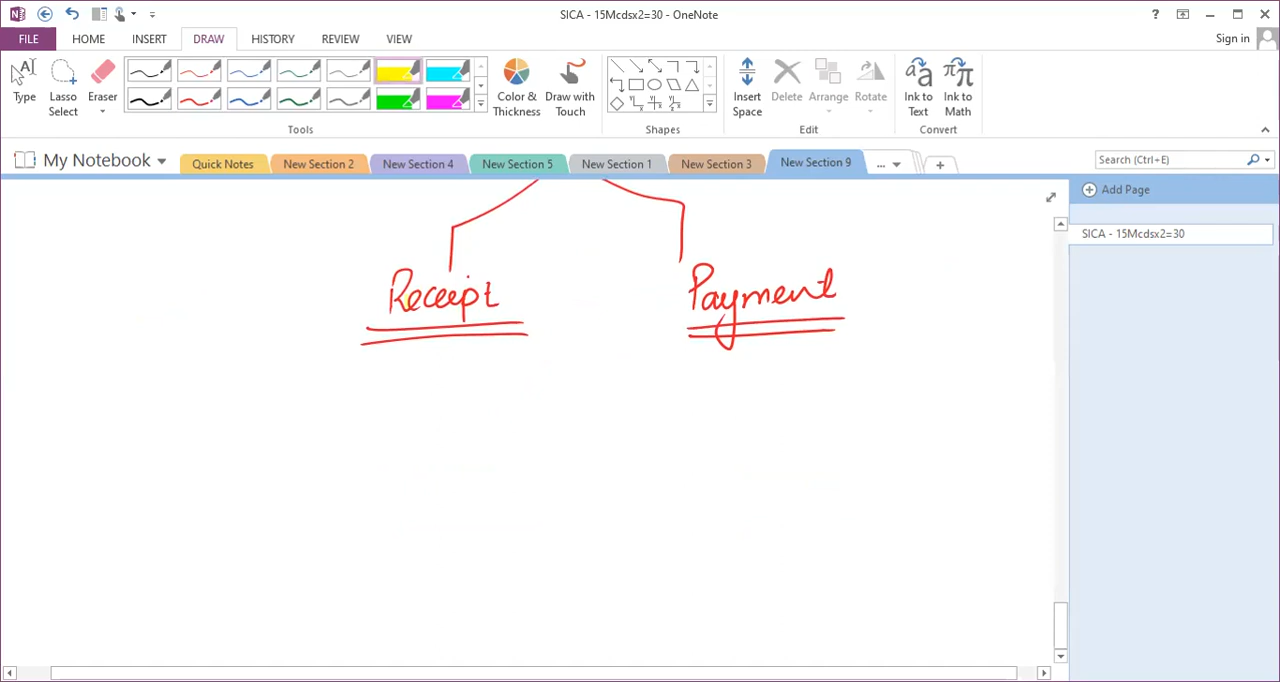 SICA - 15Mcdsx2=30 - OneNote
?
FILE HOME INSERT DRAW HISTORY REVIEW VIEW Sign in
Type Lasso Select Eraser Color & Thickness Draw with Touch Insert Space Delete Arrange Rotate Ink to Text Ink to Math
Tools Shapes Edit Convert
My Notebook Quick Notes New Section 2 New Section 4 New Section 5 New Section 1 New Section 3 New Section 9 ... Search (Ctrl+E)
Add Page
SICA - 15Mcdsx2=30
Receipt Payment